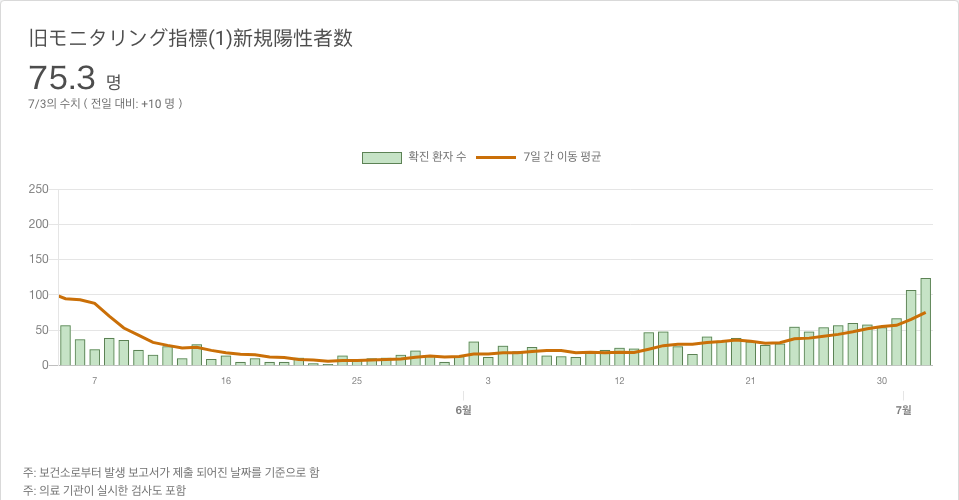 旧モニタリング指標(1)新規陽性者数
75.3 명
7/3의 수치 ( 전일 대비: +10 명 )
확진 환자 수 7일 간 이동 평균
250
200
150
100
50
0
7 16 25 3 12 21 30
6월 7월
주: 보건소로부터 발생 보고서가 제출 되어진 날짜를 기준으로 함
주: 의료 기관이 실시한 검사도 포함